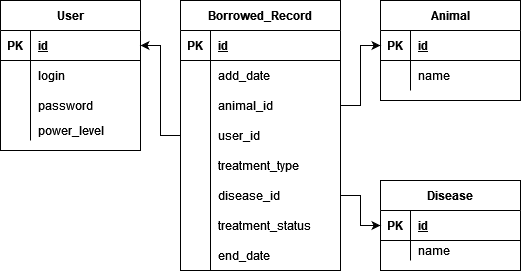 User
PK id
login
password
power_level
Borrowed_Record
PK id
add_date
animal_id
user_id
treatment_type
disease_id
treatment_status
end_date
Animal
PK id
name
Disease
PK id
name